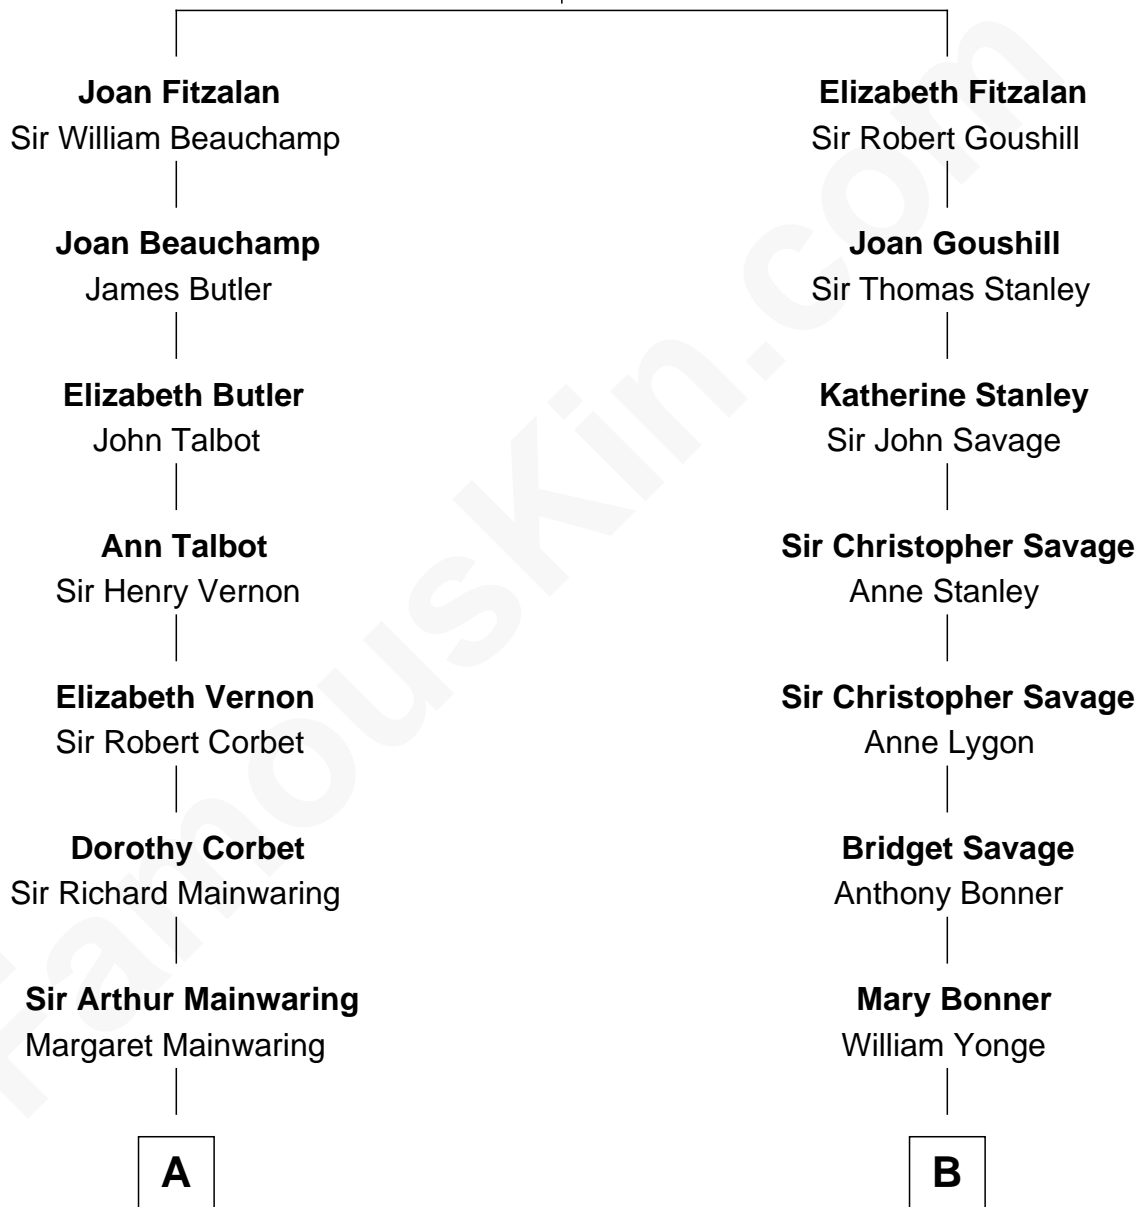 Joan Fitzalan
Sir William Beauchamp
Joan Beauchamp
James Butler
Elizabeth Butler
John Talbot
Ann Talbot
Sir Henry Vernon
Elizabeth Vernon
Sir Robert Corbet
Dorothy Corbet
Sir Richard Mainwaring
Sir Arthur Mainwaring
Margaret Mainwaring
A
Elizabeth Fitzalan
Sir Robert Goushill
Joan Goushill
Sir Thomas Stanley
Katherine Stanley
Sir John Savage
Sir Christopher Savage
Anne Stanley
Sir Christopher Savage
Anne Lygon
Bridget Savage
Anthony Bonner
Mary Bonner
William Yonge
B
FamousKin.com